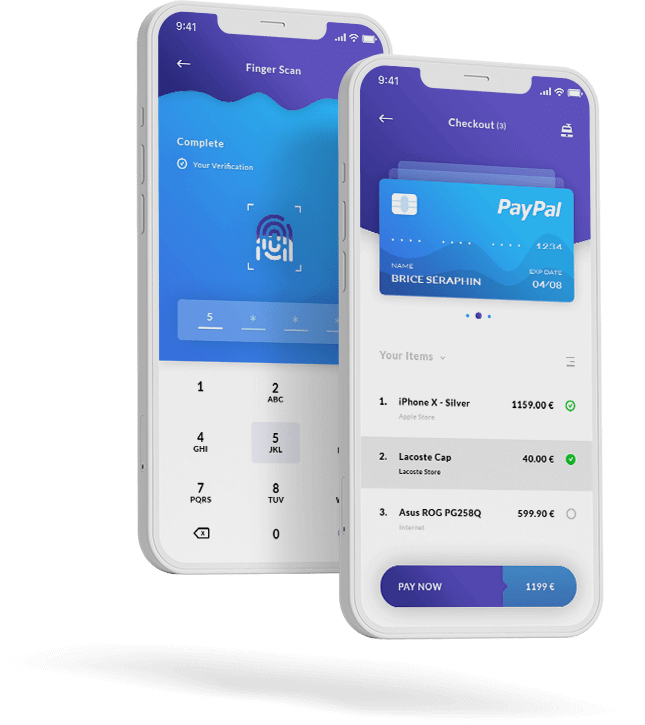 9:41
Finger Scan
Complete
Your Verification
5 * * *
1
2
ABC
4
GHI
5
JKL
7
PQRS
8
TUV
0
9:41
Checkout (3)
PayPal
1234
NAME
BRICE SERAPHIN
EXP DATE
04/08
Your Items
1. iPhone X - Silver 1159.00 €
Apple Store
2. Lacoste Cap 40.00 €
Lacoste Store
3. Asus ROG PG258Q 599.90 €
Internet
PAY NOW 1199 €